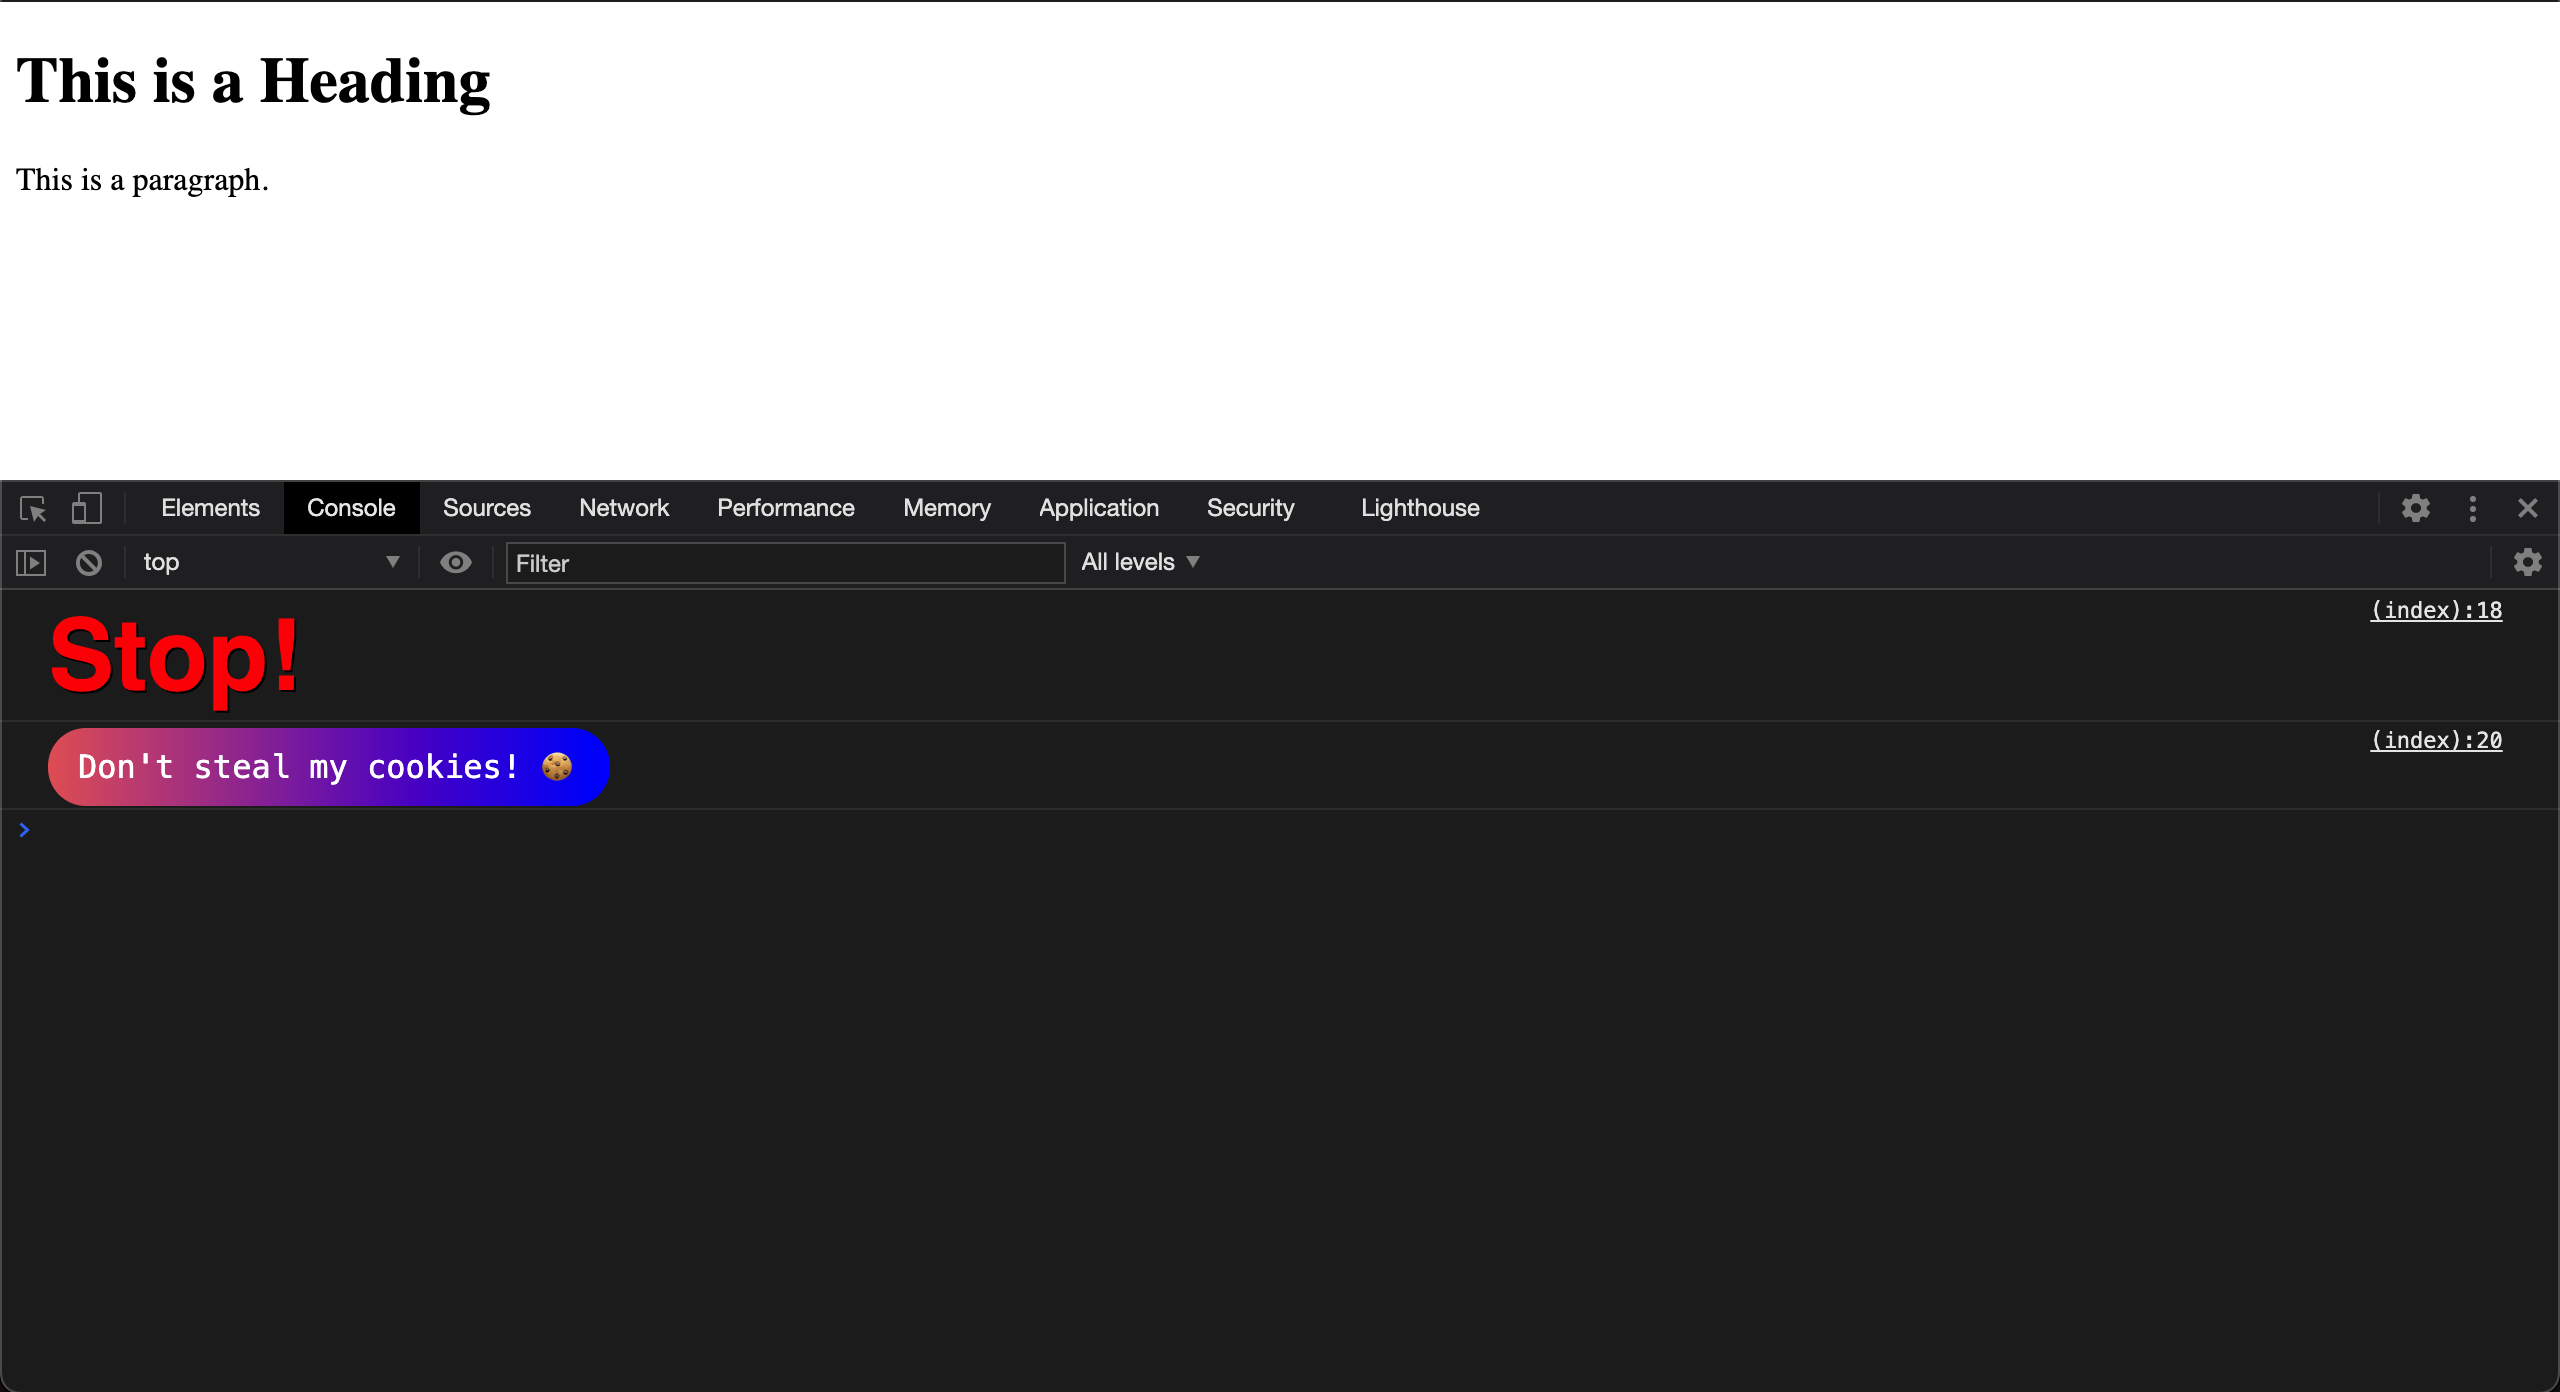 This is a Heading
This is a paragraph.
Elements Console Sources Network Performance Memory Application Security Lighthouse
top Filter All levels
Stop! (index):18
Don't steal my cookies! 🍪 (index):20